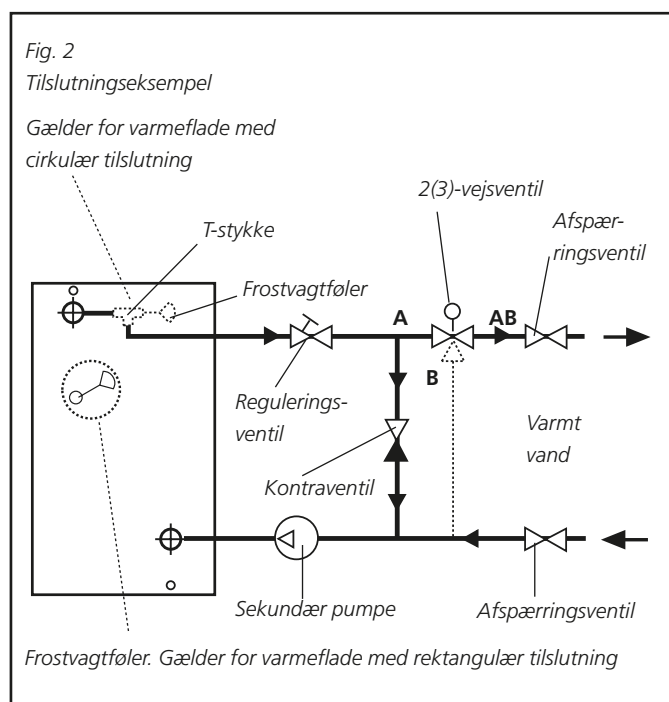 Fig. 2
Tilslutningseksempel
Gælder for varmeflade med
cirkulær tilslutning
2(3)-vejsventil
T-stykke
Afspær-
ringsventil
Frostvagtføler
A
AB
B
Regulerings-
ventil
Varmt
vand
Kontraventil
Sekundær pumpe
Afspærringsventil
Frostvagtføler. Gælder for varmeflade med rektangulær tilslutning